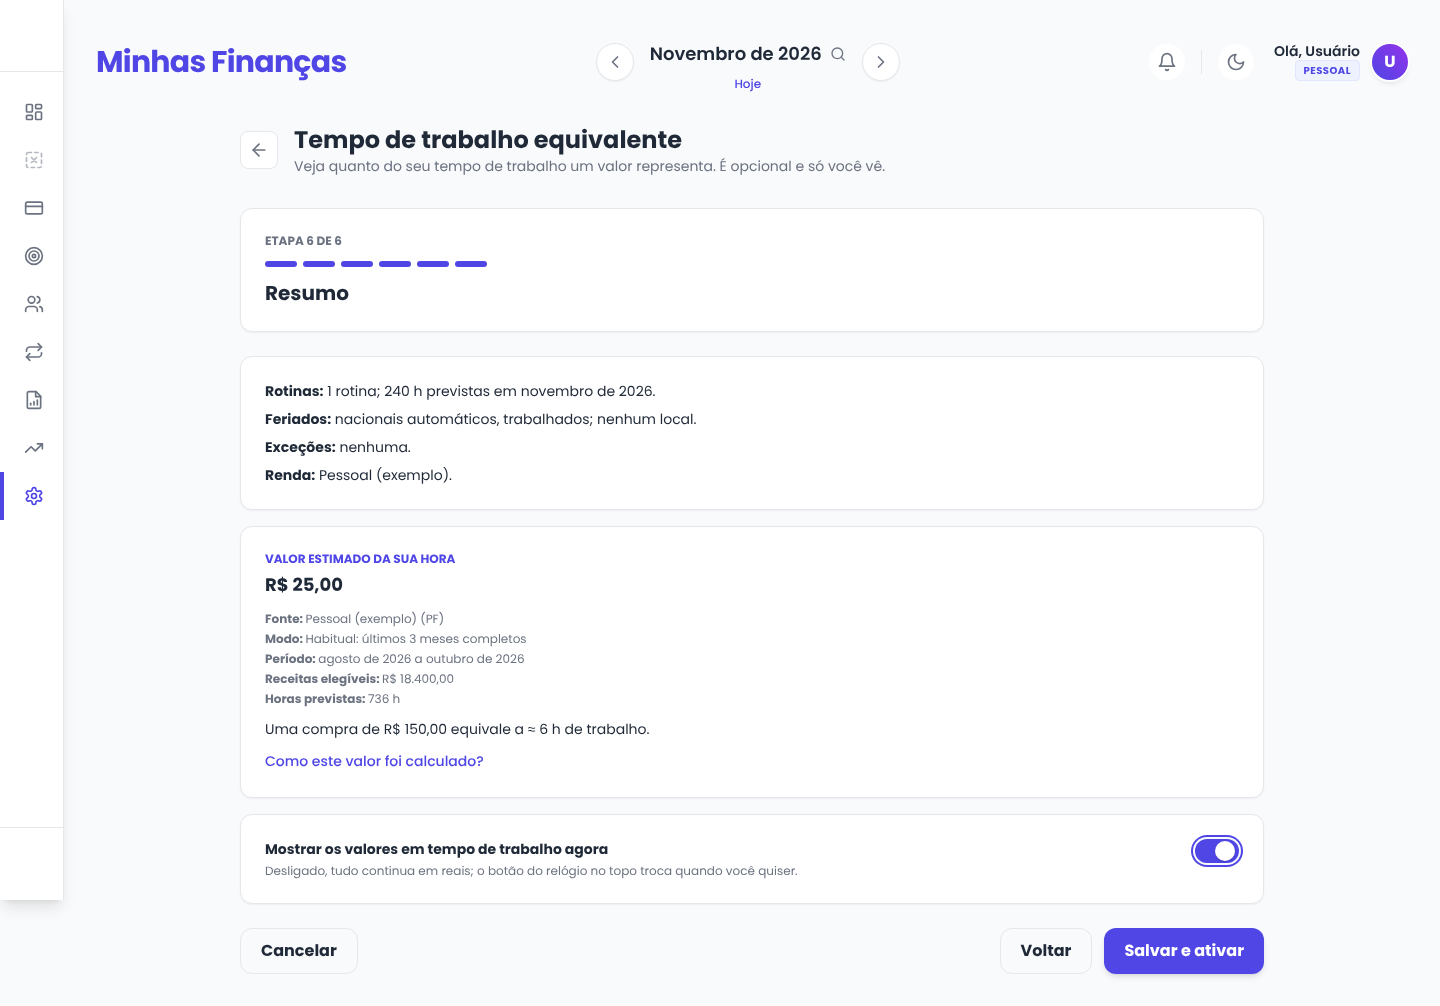 Minhas Finanças
Novembro de 2026
Hoje
Olá, Usuário
PESSOAL
U
Tempo de trabalho equivalente
Veja quanto do seu tempo de trabalho um valor representa. É opcional e só você vê.
ETAPA 6 DE 6
Resumo
Rotinas: 1 rotina; 240 h previstas em novembro de 2026.
Feriados: nacionais automáticos, trabalhados; nenhum local.
Exceções: nenhuma.
Renda: Pessoal (exemplo).
VALOR ESTIMADO DA SUA HORA
R$ 25,00
Fonte: Pessoal (exemplo) (PF)
Modo: Habitual: últimos 3 meses completos
Período: agosto de 2026 a outubro de 2026
Receitas elegíveis: R$ 18.400,00
Horas previstas: 736 h
Uma compra de R$ 150,00 equivale a ≈ 6 h de trabalho.
Como este valor foi calculado?
Mostrar os valores em tempo de trabalho agora
Desligado, tudo continua em reais; o botão do relógio no topo troca quando você quiser.
Cancelar
Voltar
Salvar e ativar